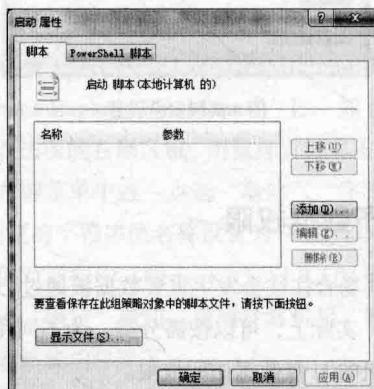 启动 属性
脚本 PowerShell 脚本
启动 脚本(本地计算机 的)
名称 参数
上移(U)
下移(W)
添加(D)...
编辑(E)...
删除(R)
要查看保存在此组策略对象中的脚本文件，请按下面按钮。
显示文件(S)...
确定 取消 应用(A)